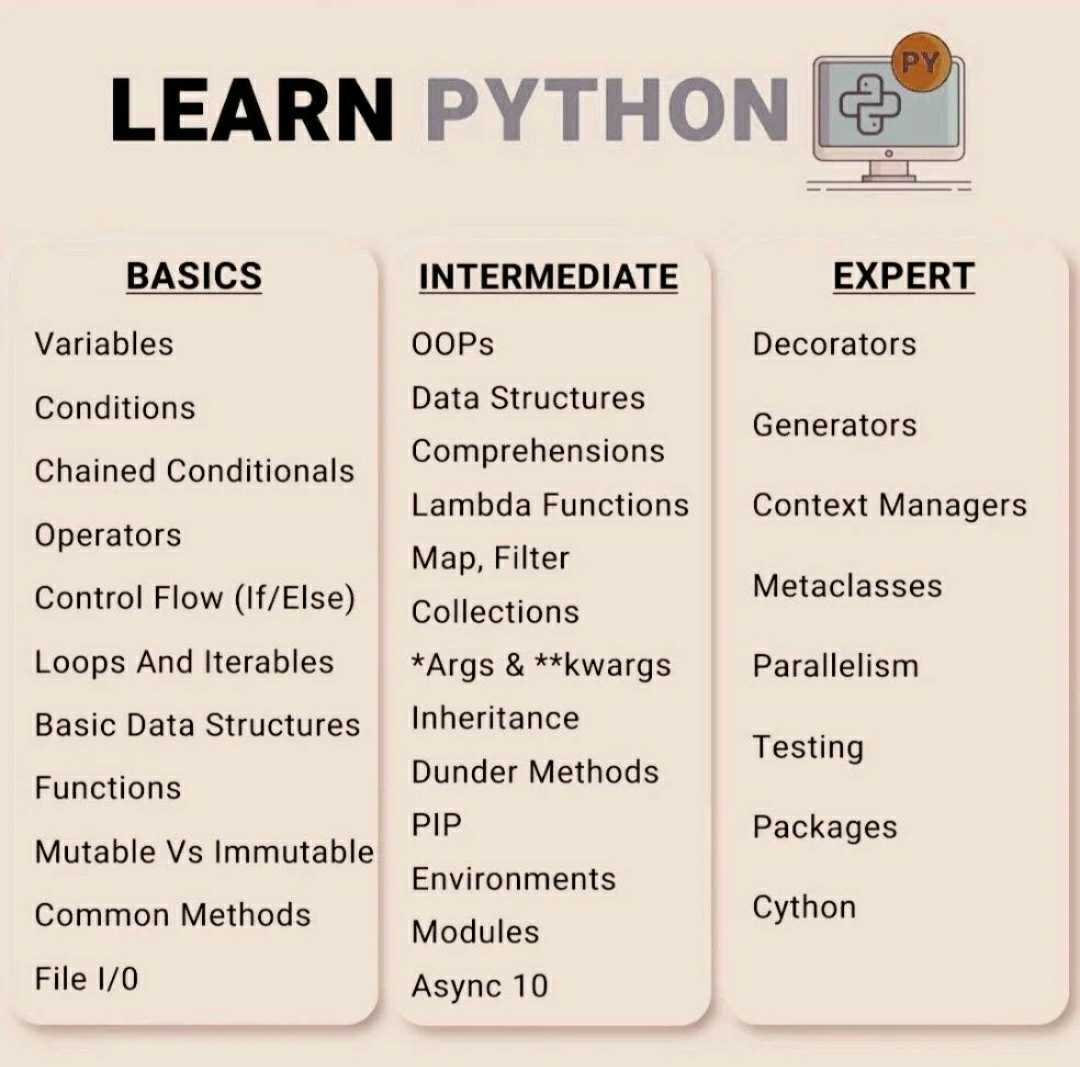 LEARN PYTHON
PY
BASICS
Variables
Conditions
Chained Conditionals
Operators
Control Flow (If/Else)
Loops And Iterables
Basic Data Structures
Functions
Mutable Vs Immutable
Common Methods
File I/0
INTERMEDIATE
OOPs
Data Structures
Comprehensions
Lambda Functions
Map, Filter
Collections
*Args & **kwargs
Inheritance
Dunder Methods
PIP
Environments
Modules
Async 10
EXPERT
Decorators
Generators
Context Managers
Metaclasses
Parallelism
Testing
Packages
Cython